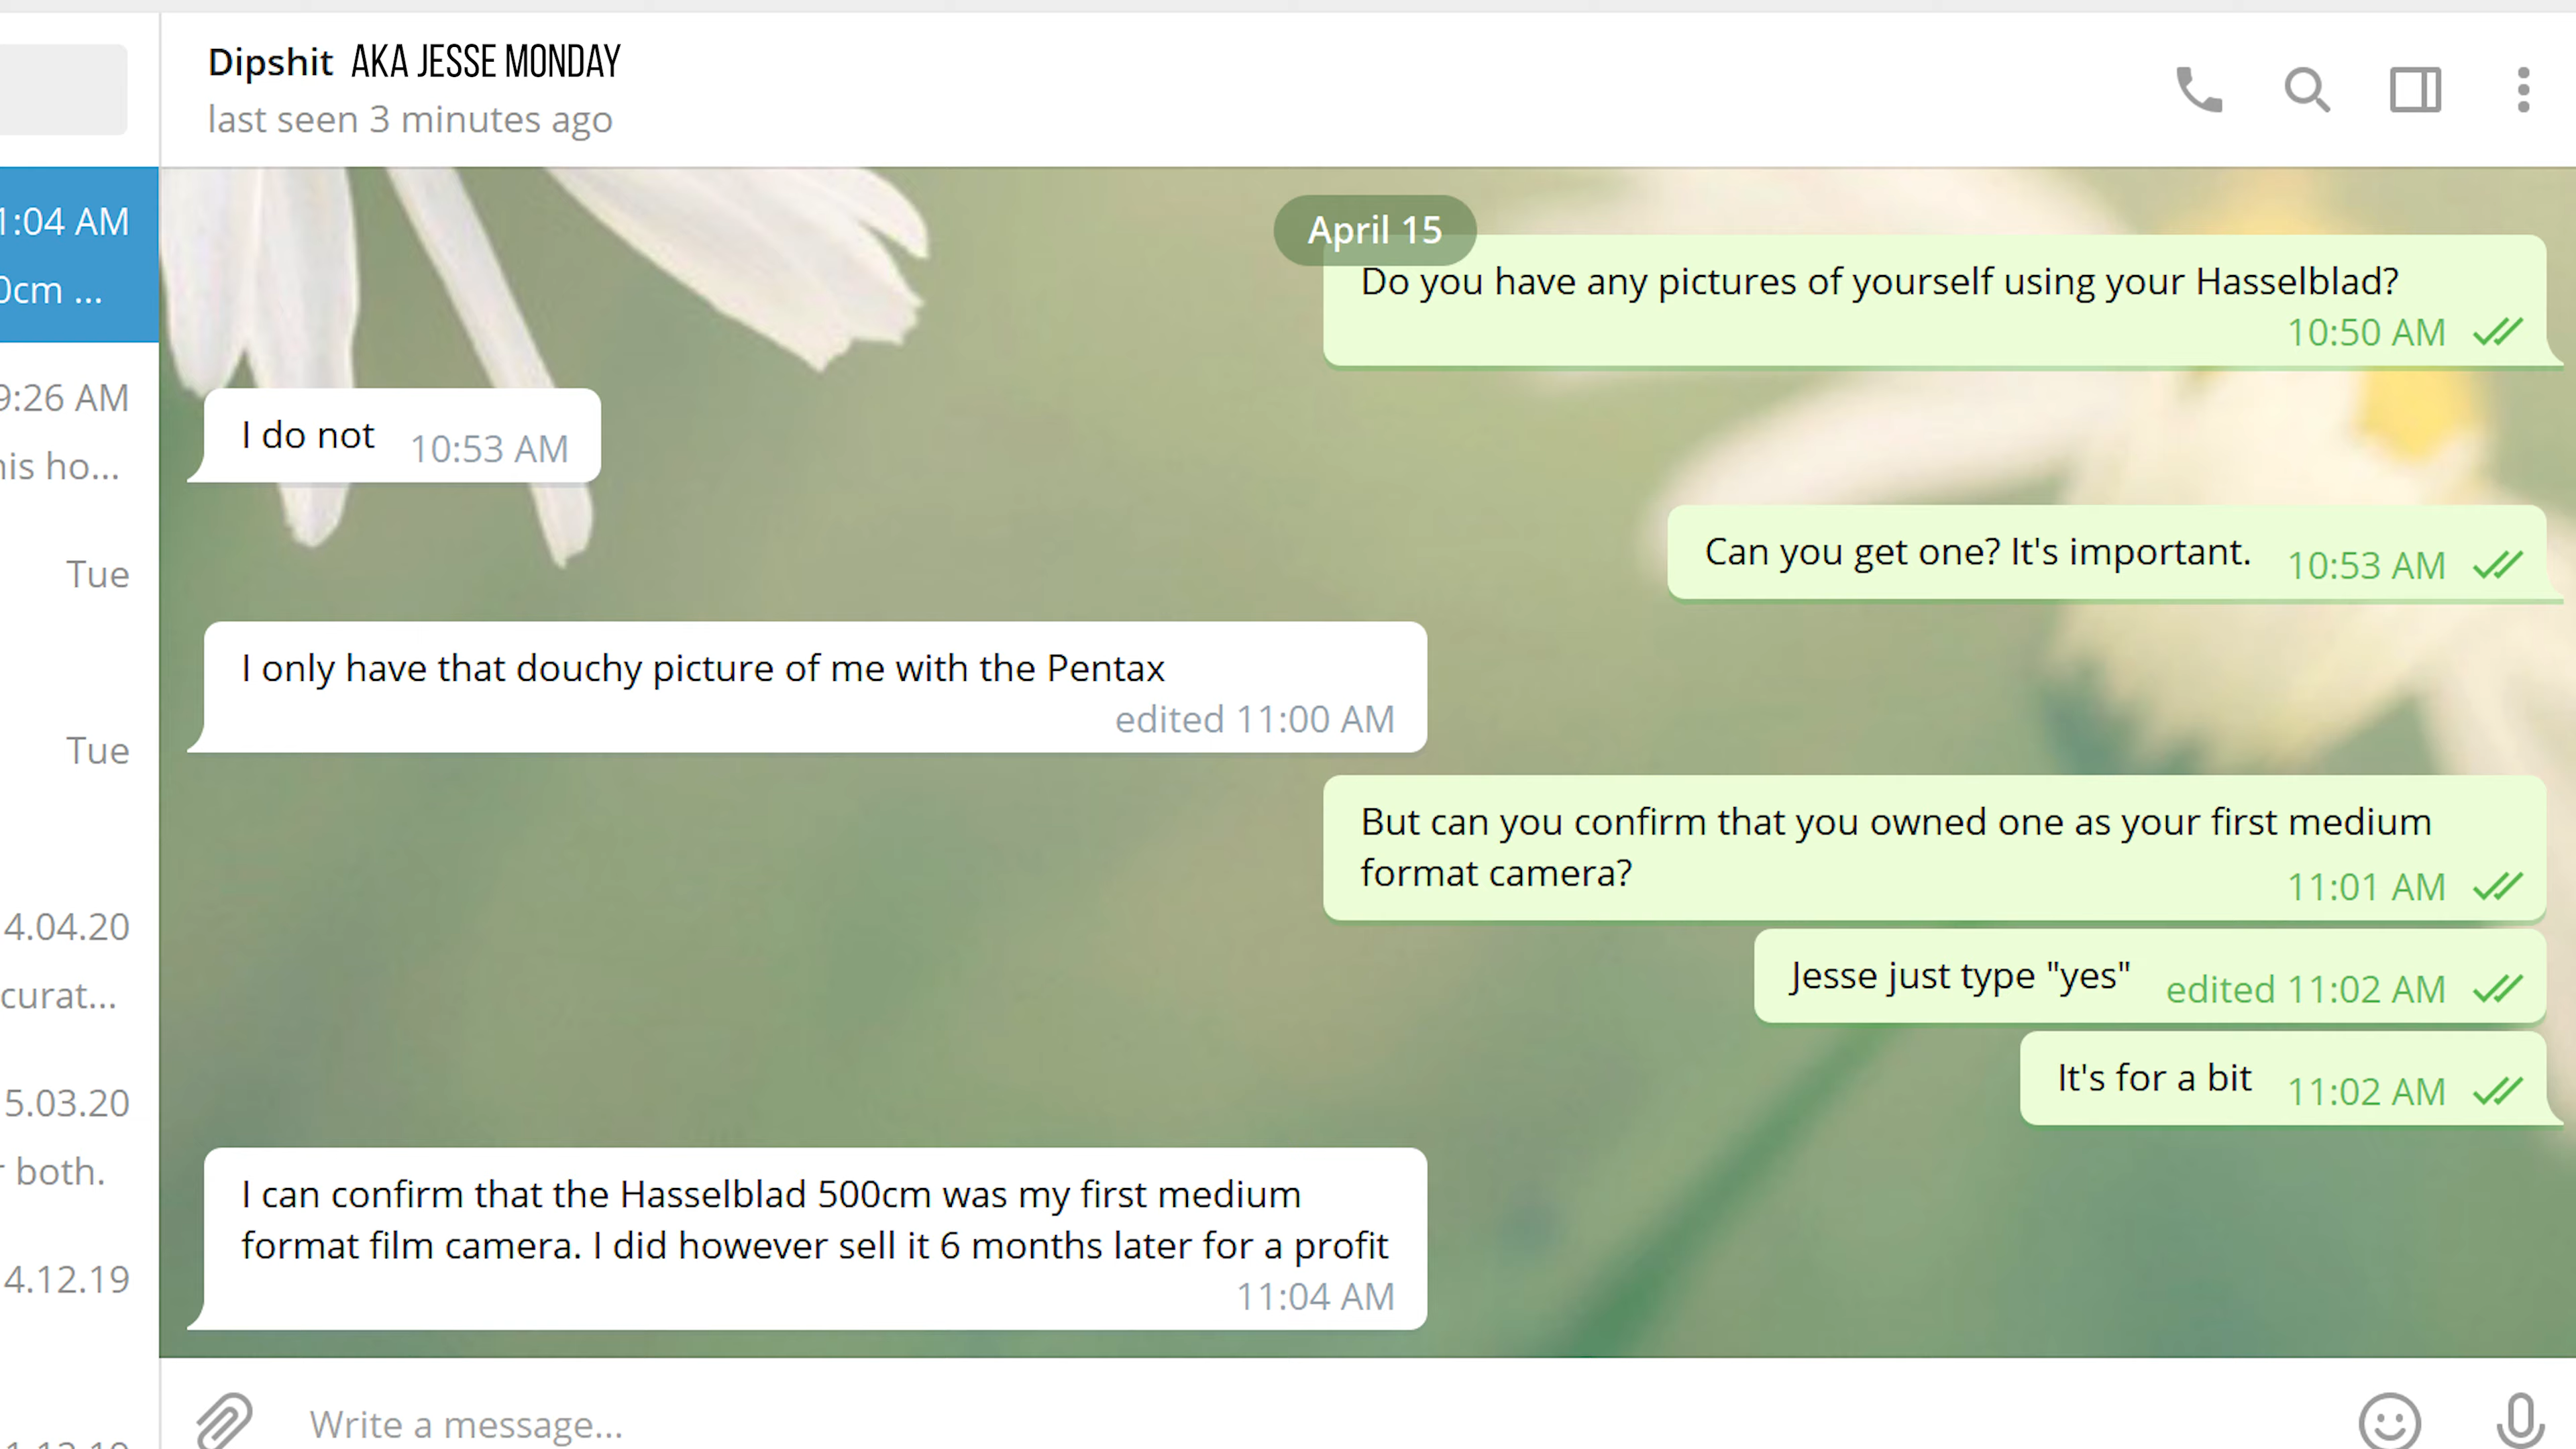 Dipshit AKA JESSE MONDAY
last seen 3 minutes ago
1:04 AM
0cm ...
9:26 AM
his ho...
Tue
Tue
4.04.20
curat...
5.03.20
r both.
4.12.19
April 15
Do you have any pictures of yourself using your Hasselblad?
10:50 AM
I do not 10:53 AM
Can you get one? It's important. 10:53 AM
I only have that douchy picture of me with the Pentax
edited 11:00 AM
But can you confirm that you owned one as your first medium
format camera?
11:01 AM
Jesse just type "yes" edited 11:02 AM
It's for a bit 11:02 AM
I can confirm that the Hasselblad 500cm was my first medium
format film camera. I did however sell it 6 months later for a profit
11:04 AM
Write a message...